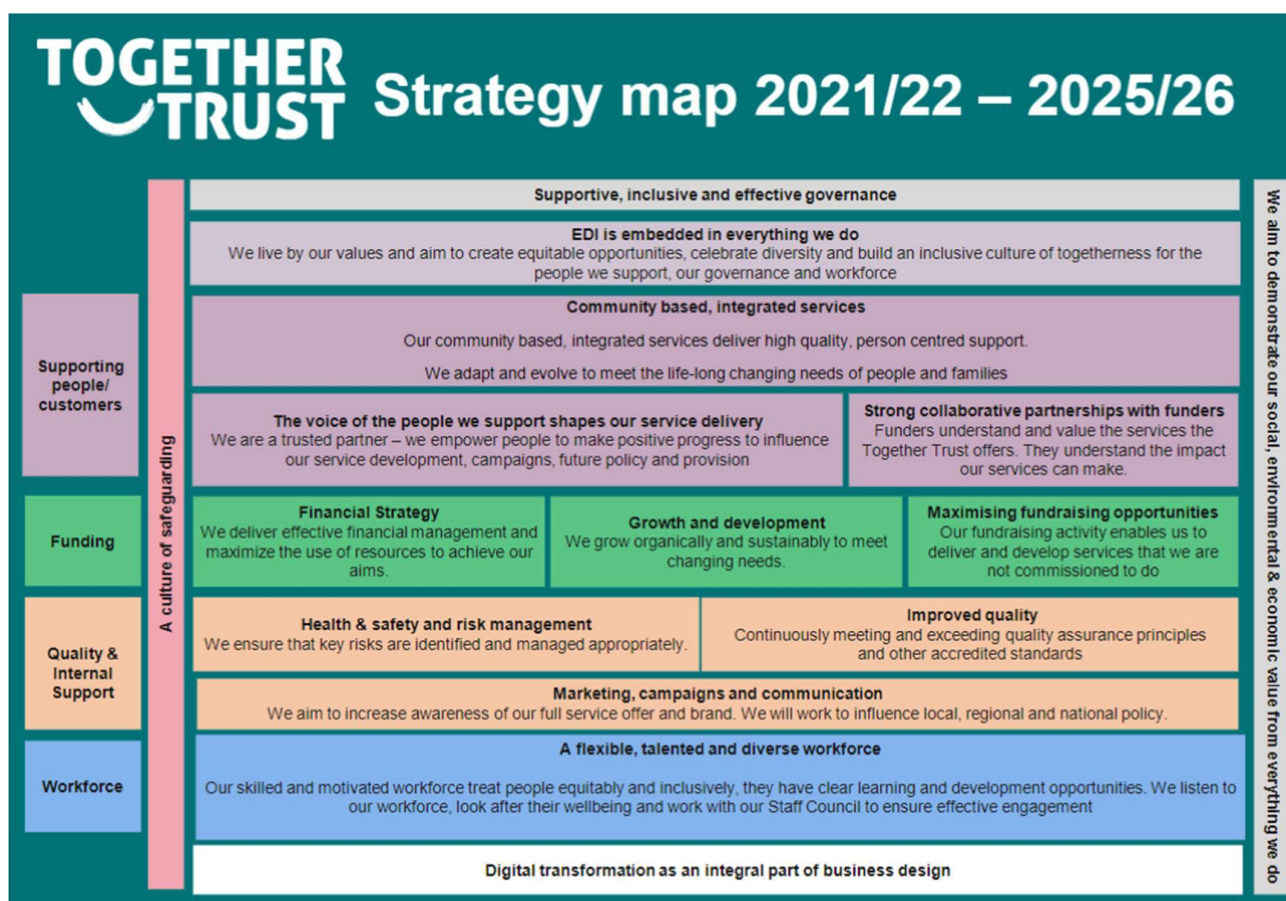 TOGETHER
TRUST
Strategy map 2021/22 – 2025/26
A culture of safeguarding
Supportive, inclusive and effective governance
EDI is embedded in everything we do
We live by our values and aim to create equitable opportunities, celebrate diversity and build an inclusive culture of togetherness for the
people we support, our governance and workforce
Supporting
people/
customers
Community based, integrated services
Our community based, integrated services deliver high quality, person centred support.
We adapt and evolve to meet the life-long changing needs of people and families
The voice of the people we support shapes our service delivery
We are a trusted partner – we empower people to make positive progress to influence
our service development, campaigns, future policy and provision
Strong collaborative partnerships with funders
Funders understand and value the services the
Together Trust offers. They understand the impact
our services can make.
Funding
Financial Strategy
We deliver effective financial management and
maximize the use of resources to achieve our
aims.
Growth and development
We grow organically and sustainably to meet
changing needs.
Maximising fundraising opportunities
Our fundraising activity enables us to
deliver and develop services that we are
not commissioned to do
Quality &
Internal
Support
Health & safety and risk management
We ensure that key risks are identified and managed appropriately.
Improved quality
Continuously meeting and exceeding quality assurance principles
and other accredited standards
Marketing, campaigns and communication
We aim to increase awareness of our full service offer and brand. We will work to influence local, regional and national policy.
Workforce
A flexible, talented and diverse workforce
Our skilled and motivated workforce treat people equitably and inclusively, they have clear learning and development opportunities. We listen to
our workforce, look after their wellbeing and work with our Staff Council to ensure effective engagement
Digital transformation as an integral part of business design
We aim to demonstrate our social, environmental & economic value from everything we do